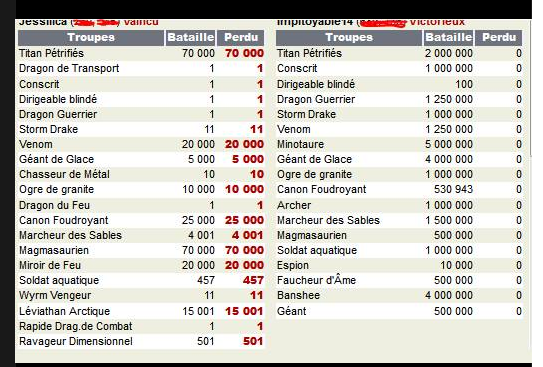 Jessilica ( vaincu
Impitoyable14 ( Victorieux
Troupes Bataille Perdu
Titan Pétrifiés 70 000 70 000
Dragon de Transport 1 1
Conscrit 1 1
Dirigeable blindé 1 1
Dragon Guerrier 1 1
Storm Drake 11 11
Venom 20 000 20 000
Géant de Glace 5 000 5 000
Chasseur de Métal 10 10
Ogre de granite 10 000 10 000
Dragon du Feu 1 1
Canon Foudroyant 25 000 25 000
Marcheur des Sables 4 001 4 001
Magmasaurien 70 000 70 000
Miroir de Feu 20 000 20 000
Soldat aquatique 457 457
Wyrm Vengeur 11 11
Léviathan Arctique 15 001 15 001
Rapide Drag.de Combat 1 1
Ravageur Dimensionnel 501 501
Troupes Bataille Perdu
Titan Pétrifiés 2 000 000 0
Conscrit 1 000 000 0
Dirigeable blindé 100 0
Dragon Guerrier 1 250 000 0
Storm Drake 1 000 000 0
Venom 1 250 000 0
Minotaure 5 000 000 0
Géant de Glace 4 000 000 0
Ogre de granite 1 000 000 0
Canon Foudroyant 530 943 0
Archer 1 000 000 0
Marcheur des Sables 1 500 000 0
Magmasaurien 500 000 0
Soldat aquatique 1 000 000 0
Espion 10 000 0
Faucheur d'Âme 500 000 0
Banshee 4 000 000 0
Géant 500 000 0